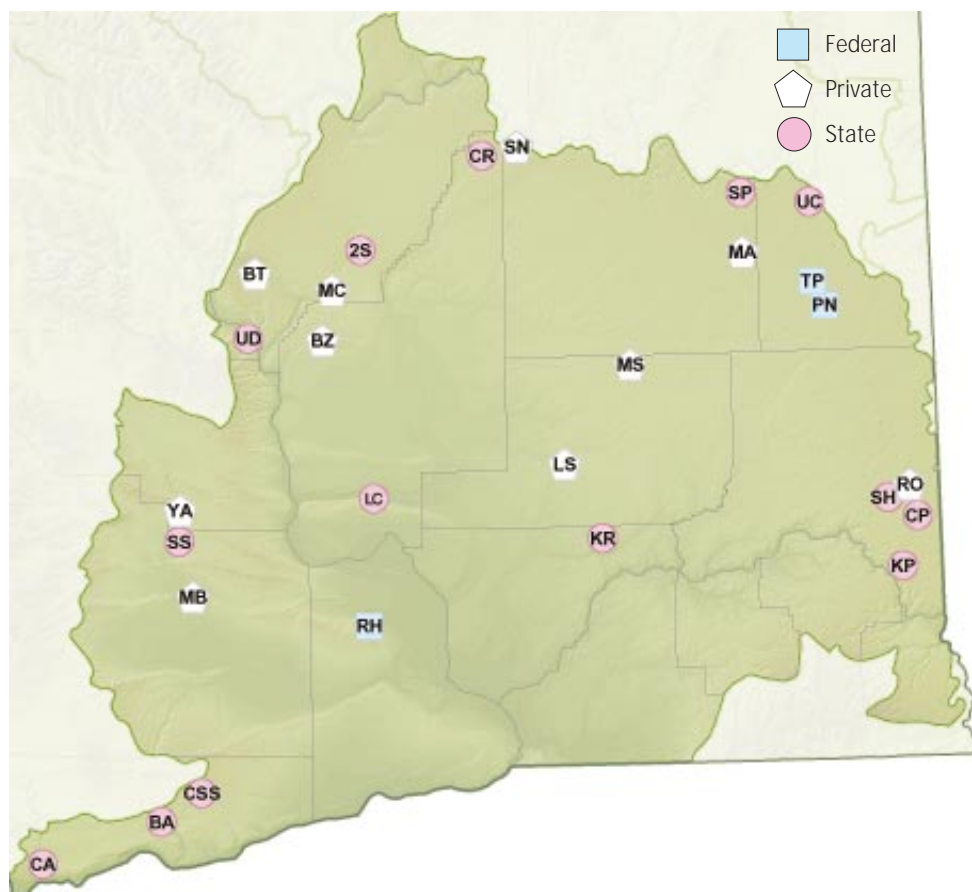 Federal
Private
State
CR
SN
SP
UC
2S
MA
BT
MC
TP
PN
UD
BZ
MS
LS
RO
SH
LC
CP
YA
SS
KR
KP
MB
RH
CSS
BA
CA